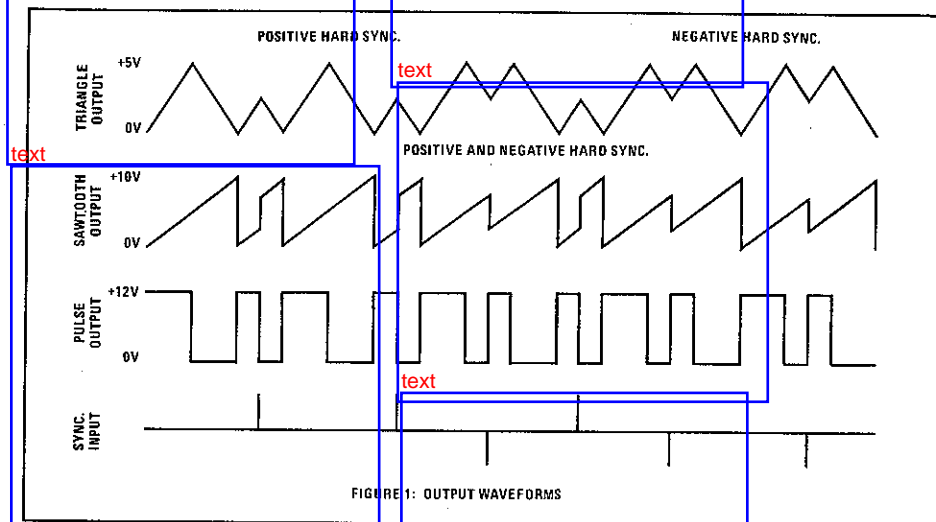 POSITIVE HARD SYNC.
NEGATIVE HARD SYNC.
text
TRIANGLE
OUTPUT
+5V
0V
POSITIVE AND NEGATIVE HARD SYNC.
text
SAWTOOTH
OUTPUT
+10V
0V
PULSE
OUTPUT
+12V
0V
text
SYNC.
INPUT
FIGURE 1: OUTPUT WAVEFORMS